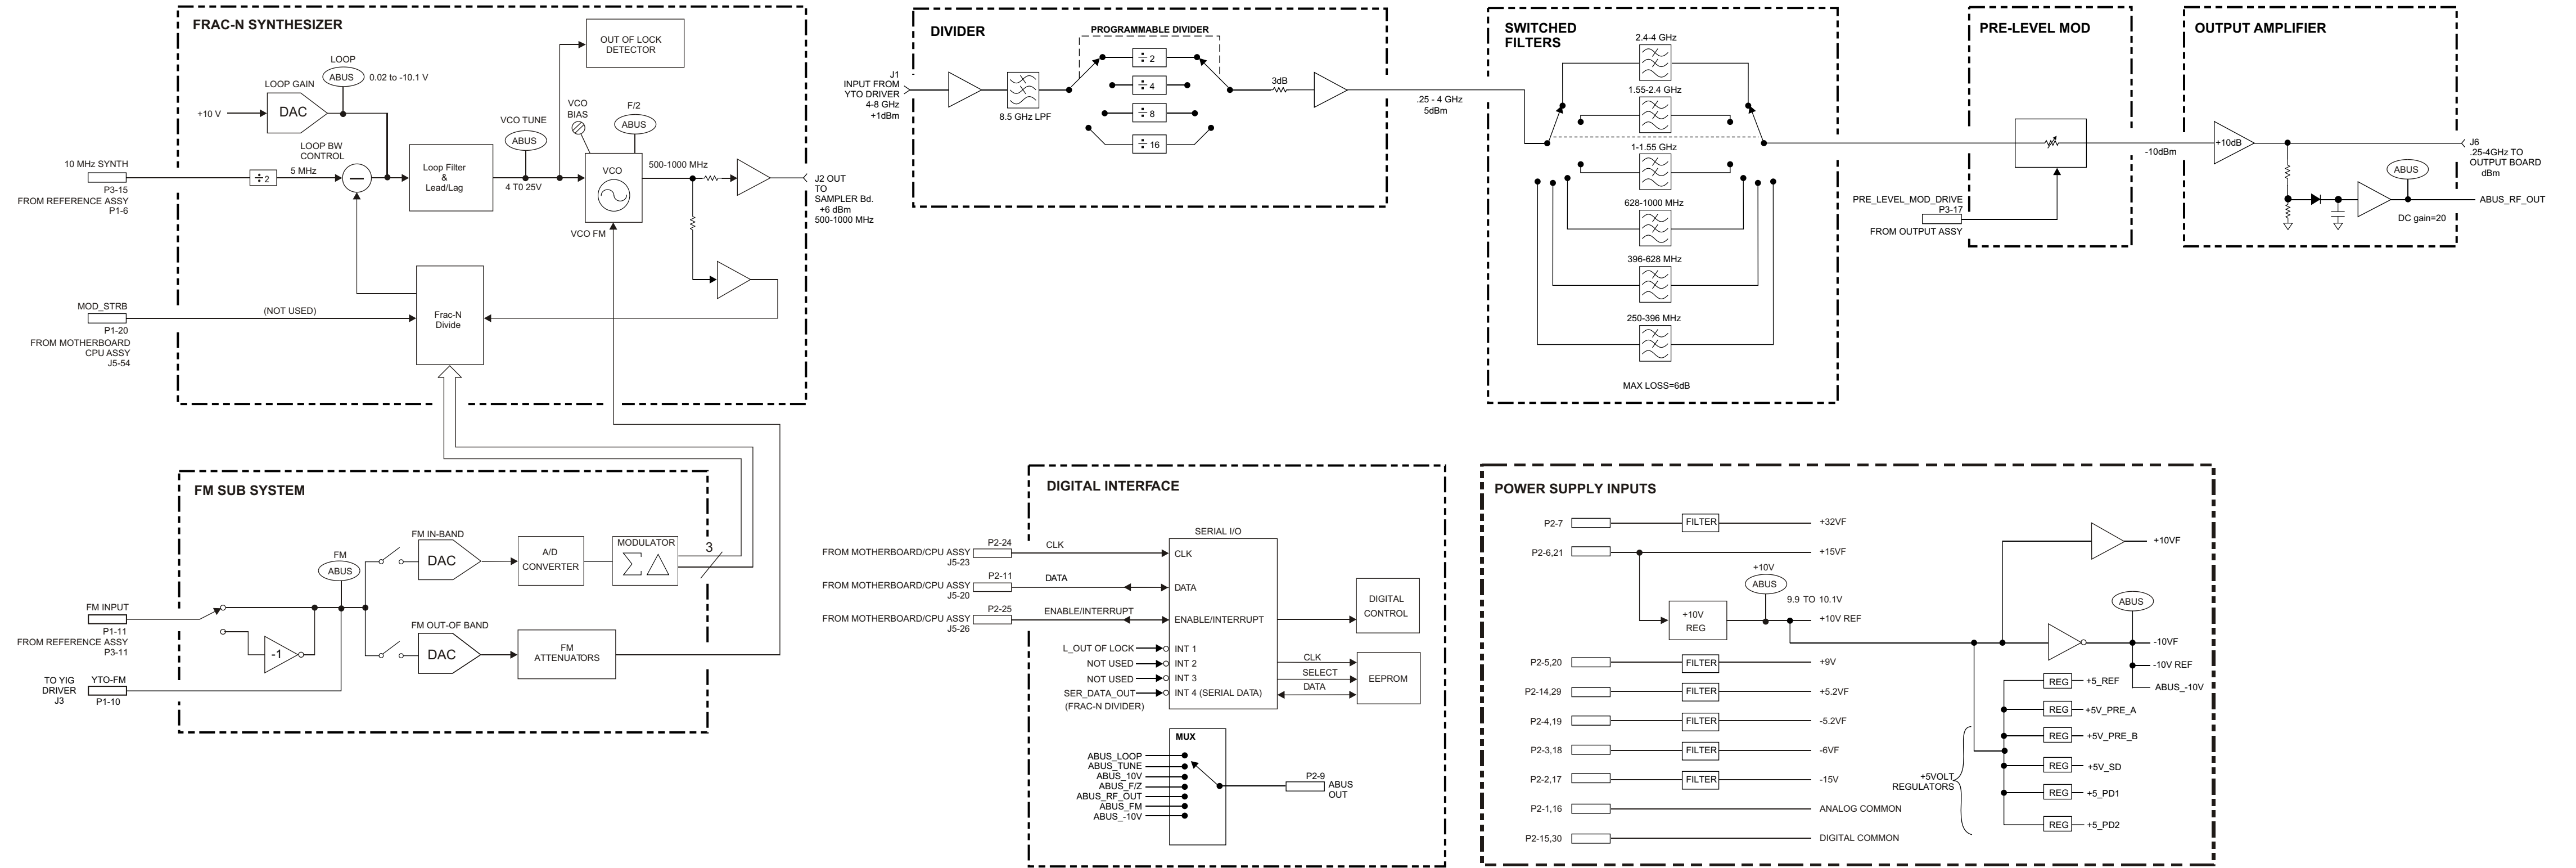 FRAC-N SYNTHESIZER
OUT OF LOCK
DETECTOR
LOOP
ABUS
0.02 to -10.1 V
LOOP GAIN
DAC
+10 V
VCO
BIAS
F/2
ABUS
VCO TUNE
ABUS
LOOP BW
CONTROL
10 MHz SYNTH
P3-15
FROM REFERENCE ASSY
P1-6
÷2
5 MHz
Loop Filter
&
Lead/Lag
4 T0 25V
VCO
500-1000 MHz
VCO FM
J2 OUT
TO
SAMPLER Bd.
+6 dBm
500-1000 MHz
MOD_STRB
P1-20
FROM MOTHERBOARD
CPU ASSY
J5-54
(NOT USED)
Frac-N
Divide
DIVIDER
PROGRAMMABLE DIVIDER
J1
INPUT FROM
YTO DRIVER
4-8 GHz
+1dBm
8.5 GHz LPF
÷ 2
÷ 4
÷ 8
÷ 16
3dB
.25 - 4 GHz
5dBm
SWITCHED
FILTERS
2.4-4 GHz
1.55-2.4 GHz
1-1.55 GHz
628-1000 MHz
396-628 MHz
250-396 MHz
MAX LOSS=6dB
PRE-LEVEL MOD
PRE_LEVEL_MOD_DRIVE
P3-17
FROM OUTPUT ASSY
-10dBm
OUTPUT AMPLIFIER
+10dB
J6
.25-4GHz TO
OUTPUT BOARD
dBm
ABUS
ABUS_RF_OUT
DC gain=20
FM SUB SYSTEM
FM IN-BAND
DAC
A/D
CONVERTER
MODULATOR
Σ △
3
FM
ABUS
FM INPUT
P1-11
FROM REFERENCE ASSY
P3-11
-1
FM OUT-OF BAND
DAC
FM
ATTENUATORS
TO YIG
DRIVER
J3
YTO-FM
P1-10
DIGITAL INTERFACE
SERIAL I/O
FROM MOTHERBOARD/CPU ASSY
P2-24
J5-23
CLK
CLK
FROM MOTHERBOARD/CPU ASSY
P2-11
J5-20
DATA
DATA
FROM MOTHERBOARD/CPU ASSY
P2-25
J5-26
ENABLE/INTERRUPT
ENABLE/INTERRUPT
L_OUT OF LOCK
INT 1
NOT USED
INT 2
NOT USED
INT 3
SER_DATA_OUT
INT 4 (SERIAL DATA)
(FRAC-N DIVIDER)
DIGITAL
CONTROL
CLK
SELECT
DATA
EEPROM
MUX
ABUS_LOOP
ABUS_TUNE
ABUS_10V
ABUS_F/Z
ABUS_RF_OUT
ABUS_FM
ABUS_-10V
P2-9
ABUS
OUT
POWER SUPPLY INPUTS
P2-7
FILTER
+32VF
P2-6,21
+15VF
+10V
ABUS
9.9 TO 10.1V
+10V
REG
+10V REF
P2-5,20
FILTER
+9V
P2-14,29
FILTER
+5.2VF
P2-4,19
FILTER
-5.2VF
P2-3,18
FILTER
-6VF
P2-2,17
FILTER
-15V
P2-1,16
ANALOG COMMON
P2-15,30
DIGITAL COMMON
+10VF
ABUS
-10VF
-10V REF
ABUS_-10V
REG
+5_REF
REG
+5V_PRE_A
REG
+5V_PRE_B
REG
+5V_SD
REG
+5_PD1
REG
+5_PD2
+5VOLT
REGULATORS